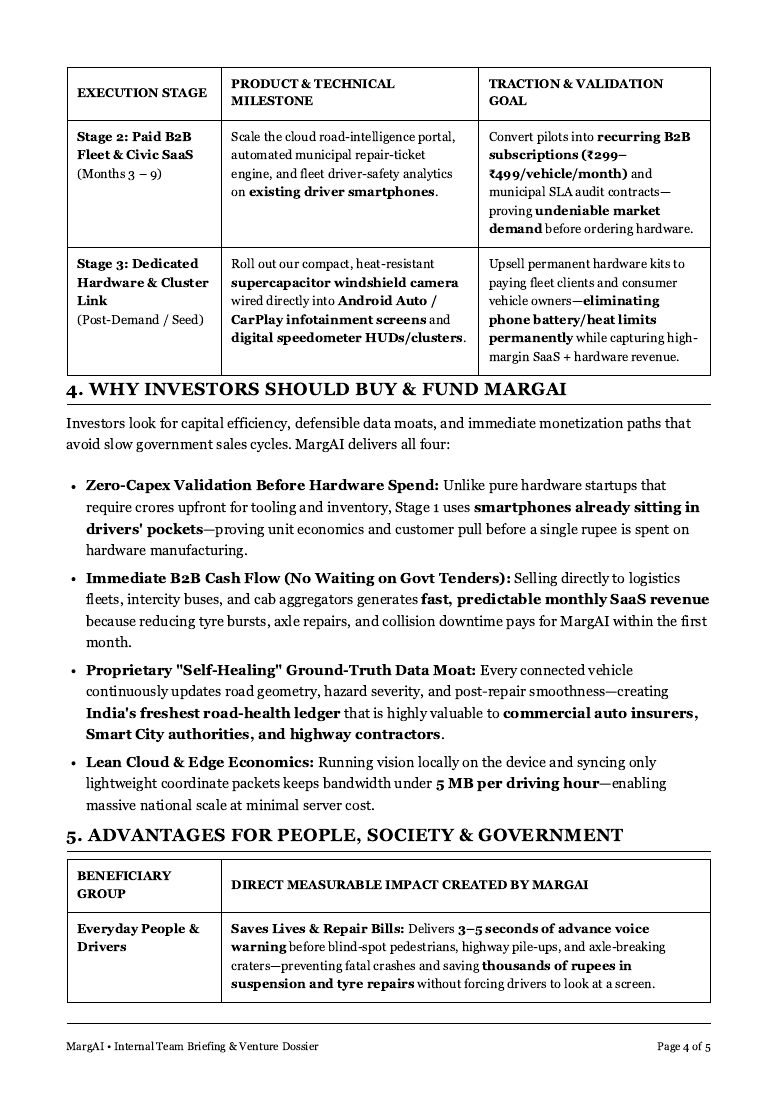 EXECUTION STAGE
PRODUCT & TECHNICAL
MILESTONE
TRACTION & VALIDATION
GOAL
Stage 2: Paid B2B
Fleet & Civic SaaS
(Months 3 – 9)
Scale the cloud road-intelligence portal,
automated municipal repair-ticket
engine, and fleet driver-safety analytics
on existing driver smartphones.
Convert pilots into recurring B2B
subscriptions (₹299–
₹499/vehicle/month) and
municipal SLA audit contracts—
proving undeniable market
demand before ordering hardware.
Stage 3: Dedicated
Hardware & Cluster
Link
(Post-Demand / Seed)
Roll out our compact, heat-resistant
supercapacitor windshield camera
wired directly into Android Auto /
CarPlay infotainment screens and
digital speedometer HUDs/clusters.
Upsell permanent hardware kits to
paying fleet clients and consumer
vehicle owners—eliminating
phone battery/heat limits
permanently while capturing high-
margin SaaS + hardware revenue.
4. WHY INVESTORS SHOULD BUY & FUND MARGAI
Investors look for capital efficiency, defensible data moats, and immediate monetization paths that
avoid slow government sales cycles. MargAI delivers all four:
• Zero-Capex Validation Before Hardware Spend: Unlike pure hardware startups that
require crores upfront for tooling and inventory, Stage 1 uses smartphones already sitting in
drivers' pockets—proving unit economics and customer pull before a single rupee is spent on
hardware manufacturing.
• Immediate B2B Cash Flow (No Waiting on Govt Tenders): Selling directly to logistics
fleets, intercity buses, and cab aggregators generates fast, predictable monthly SaaS revenue
because reducing tyre bursts, axle repairs, and collision downtime pays for MargAI within the first
month.
• Proprietary "Self-Healing" Ground-Truth Data Moat: Every connected vehicle
continuously updates road geometry, hazard severity, and post-repair smoothness—creating
India's freshest road-health ledger that is highly valuable to commercial auto insurers,
Smart City authorities, and highway contractors.
• Lean Cloud & Edge Economics: Running vision locally on the device and syncing only
lightweight coordinate packets keeps bandwidth under 5 MB per driving hour—enabling
massive national scale at minimal server cost.
5. ADVANTAGES FOR PEOPLE, SOCIETY & GOVERNMENT
BENEFICIARY
GROUP
DIRECT MEASURABLE IMPACT CREATED BY MARGAI
Everyday People &
Drivers
Saves Lives & Repair Bills: Delivers 3–5 seconds of advance voice
warning before blind-spot pedestrians, highway pile-ups, and axle-breaking
craters—preventing fatal crashes and saving thousands of rupees in
suspension and tyre repairs without forcing drivers to look at a screen.
MargAI • Internal Team Briefing & Venture Dossier
Page 4 of 5